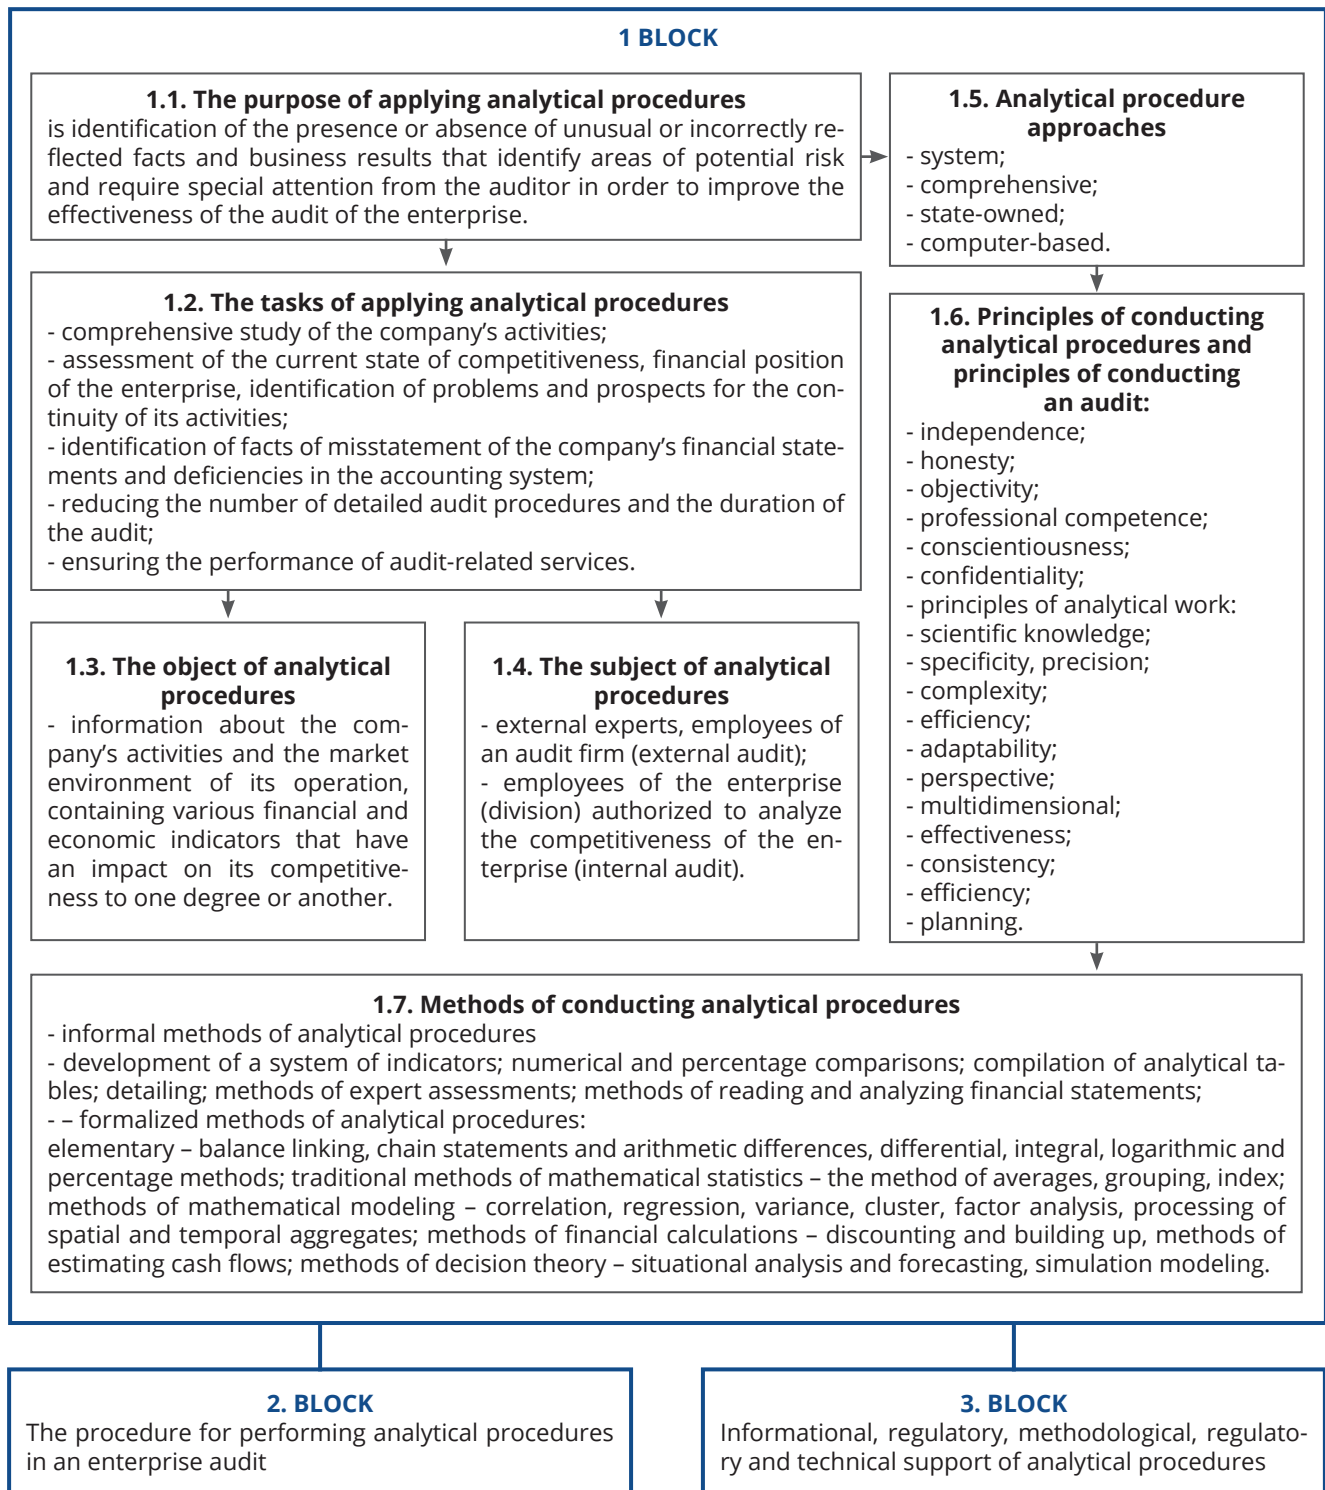 1 BLOCK
1.1. The purpose of applying analytical procedures
is identification of the presence or absence of unusual or incorrectly re-
flected facts and business results that identify areas of potential risk
and require special attention from the auditor in order to improve the
effectiveness of the audit of the enterprise.
1.2. The tasks of applying analytical procedures
- comprehensive study of the company’s activities;
- assessment of the current state of competitiveness, financial position
of the enterprise, identification of problems and prospects for the con-
tinuity of its activities;
- identification of facts of misstatement of the company’s financial state-
ments and deficiencies in the accounting system;
- reducing the number of detailed audit procedures and the duration of
the audit;
- ensuring the performance of audit-related services.
1.3. The object of analytical
procedures
- information about the com-
pany’s activities and the market
environment of its operation,
containing various financial and
economic indicators that have
an impact on its competitive-
ness to one degree or another.
1.4. The subject of analytical
procedures
- external experts, employees of
an audit firm (external audit);
- employees of the enterprise
(division) authorized to analyze
the competitiveness of the en-
terprise (internal audit).
1.5. Analytical procedure
approaches
- system;
- comprehensive;
- state-owned;
- computer-based.
1.6. Principles of conducting
analytical procedures and
principles of conducting
an audit:
- independence;
- honesty;
- objectivity;
- professional competence;
- conscientiousness;
- confidentiality;
- principles of analytical work:
- scientific knowledge;
- specificity, precision;
- complexity;
- efficiency;
- adaptability;
- perspective;
- multidimensional;
- effectiveness;
- consistency;
- efficiency;
- planning.
1.7. Methods of conducting analytical procedures
- informal methods of analytical procedures
- development of a system of indicators; numerical and percentage comparisons; compilation of analytical ta-
bles; detailing; methods of expert assessments; methods of reading and analyzing financial statements;
- – formalized methods of analytical procedures:
elementary – balance linking, chain statements and arithmetic differences, differential, integral, logarithmic and
percentage methods; traditional methods of mathematical statistics – the method of averages, grouping, index;
methods of mathematical modeling – correlation, regression, variance, cluster, factor analysis, processing of
spatial and temporal aggregates; methods of financial calculations – discounting and building up, methods of
estimating cash flows; methods of decision theory – situational analysis and forecasting, simulation modeling.
2. BLOCK
The procedure for performing analytical procedures
in an enterprise audit
3. BLOCK
Informational, regulatory, methodological, regulato-
ry and technical support of analytical procedures